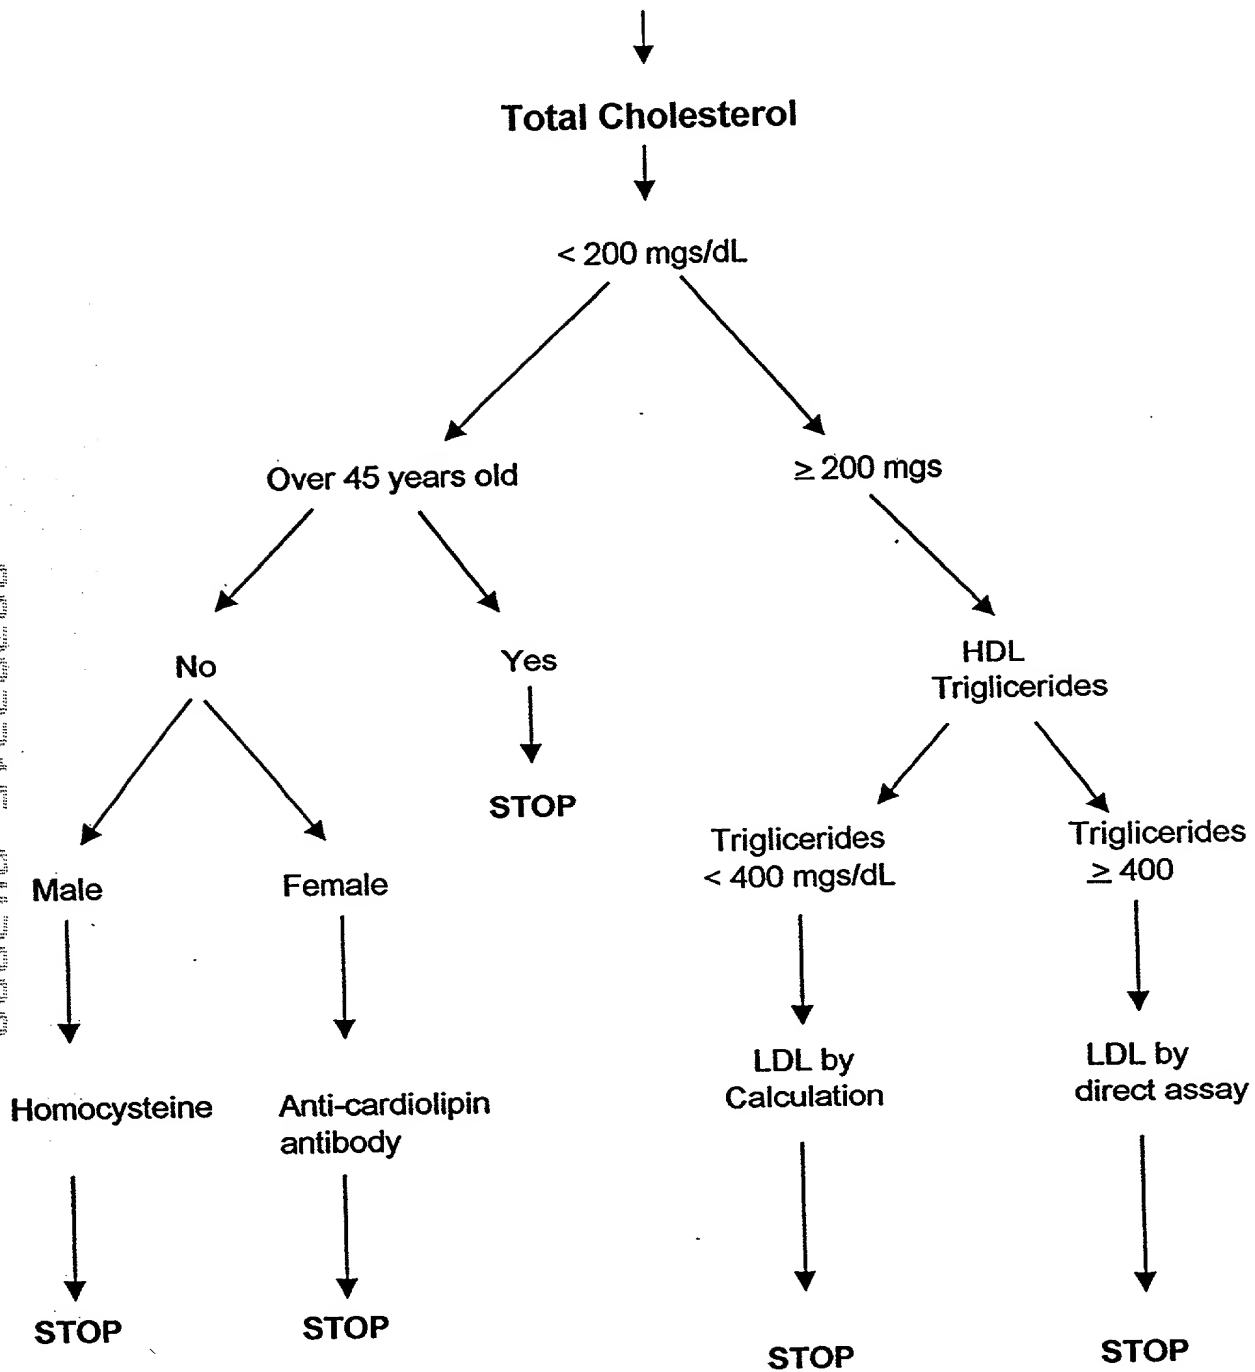 Total Cholesterol
< 200 mgs/dL
Over 45 years old
≥ 200 mgs
No
Yes
HDL
Triglicerides
STOP
Triglicerides
< 400 mgs/dL
Triglicerides
≥ 400
Male
Female
LDL by
Calculation
LDL by
direct assay
Homocysteine
Anti-cardiolipin
antibody
STOP
STOP
STOP
STOP